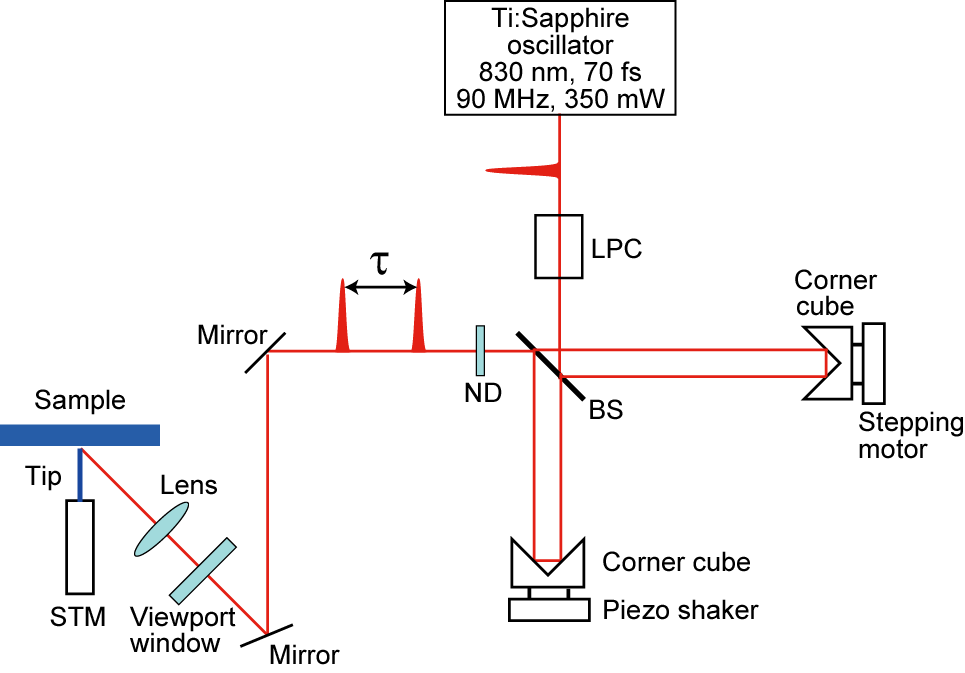 Ti:Sapphire
oscillator
830 nm, 70 fs
90 MHz, 350 mW
LPC
τ
Corner
cube
Mirror
ND
BS
Stepping
motor
Sample
Tip
Lens
Corner cube
STM
Viewport
window
Piezo shaker
Mirror